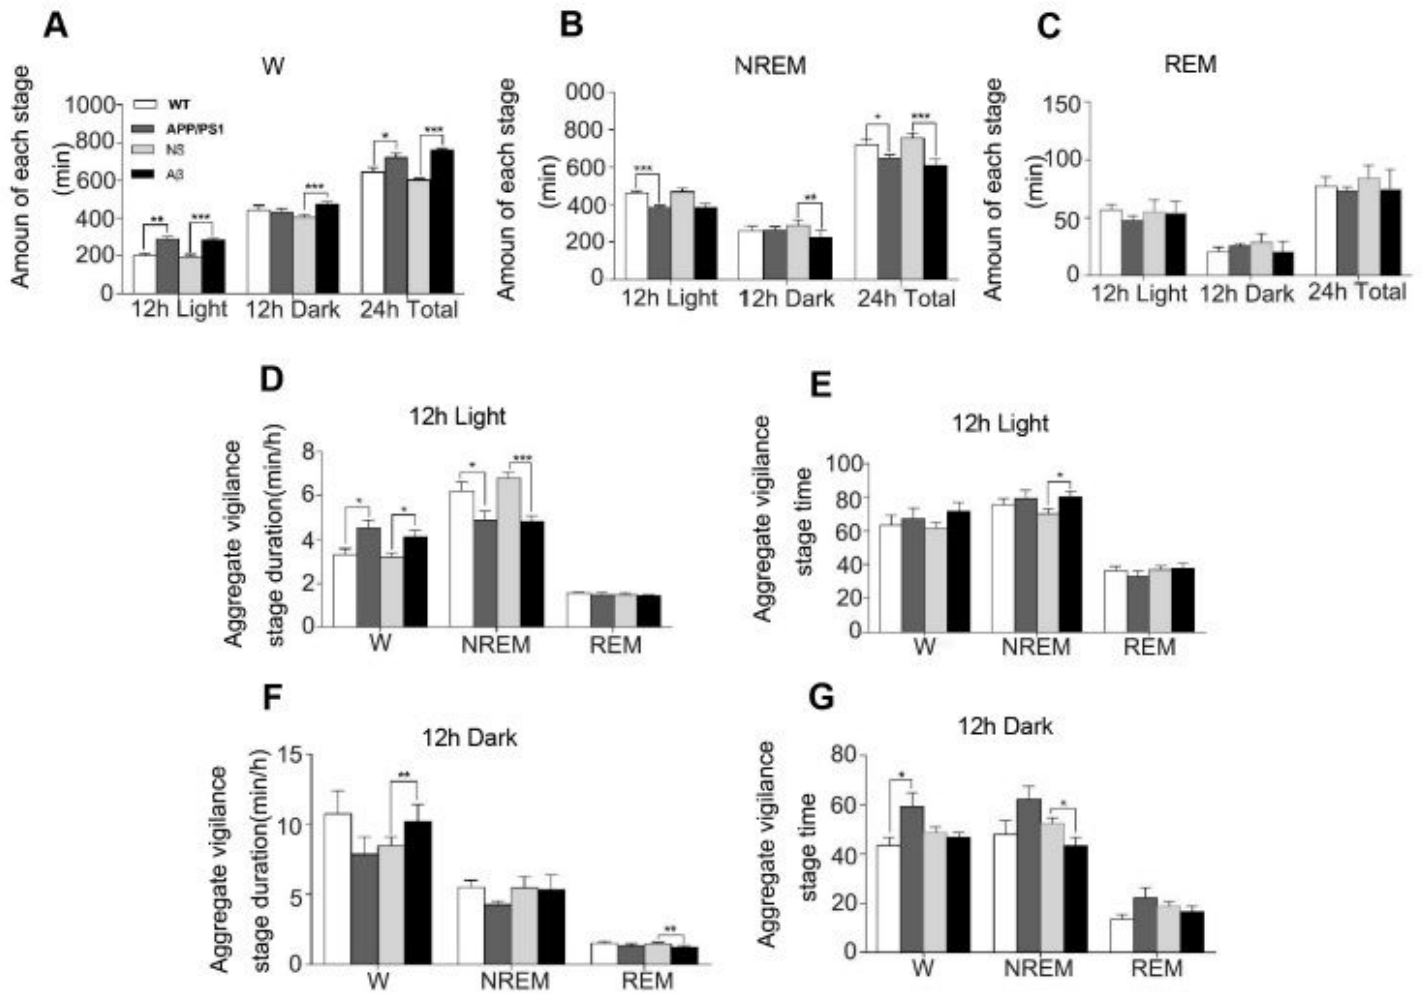 A
W
Amoun of each stage
(min)
1000
800
600
400
200
0
WT
APP/PS1
Nβ
Aβ
**
***
***
*
***
12h Light
12h Dark
24h Total
B
NREM
Amoun of each stage
(min)
000
800
600
400
200
0
***
**
*
***
12h Light
12h Dark
24h Total
C
REM
Amoun of each stage
(min)
150
100
50
0
12h Light
12h Dark
24h Total
D
12h Light
Aggregate vigilance
stage duration(min/h)
8
6
4
2
0
*
*
*
***
W
NREM
REM
E
12h Light
Aggregate vigilance
stage time
100
80
60
40
20
0
*
W
NREM
REM
F
12h Dark
Aggregate vigilance
stage duration(min/h)
15
10
5
0
**
**
W
NREM
REM
G
12h Dark
Aggregate vigilance
stage time
80
60
40
20
0
*
*
W
NREM
REM